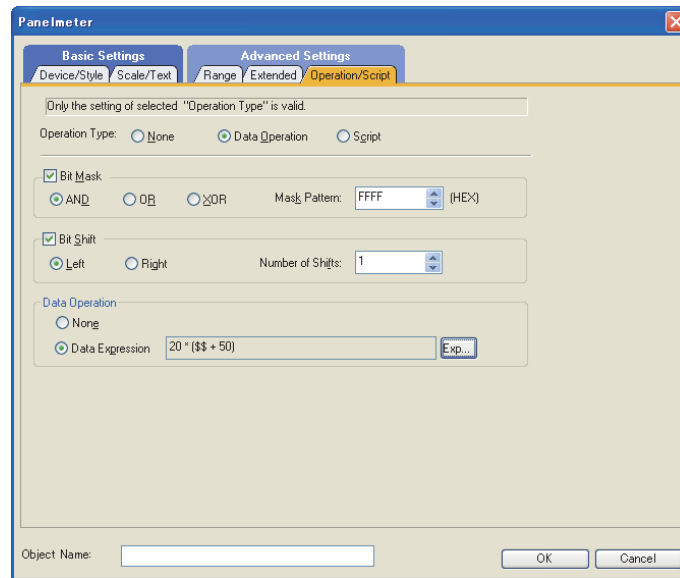 Panelmeter
Basic Settings
Advanced Settings
Device/Style
Scale/Text
Range
Extended
Operation/Script
Only the setting of selected "Operation Type" is valid.
Operation Type:
None
Data Operation
Script
Bit Mask
AND
OR
XOR
Mask Pattern:
FFFF
(HEX)
Bit Shift
Left
Right
Number of Shifts:
1
Data Operation
None
Data Expression
20 * ($$ + 50)
Exp...
Object Name:
OK
Cancel